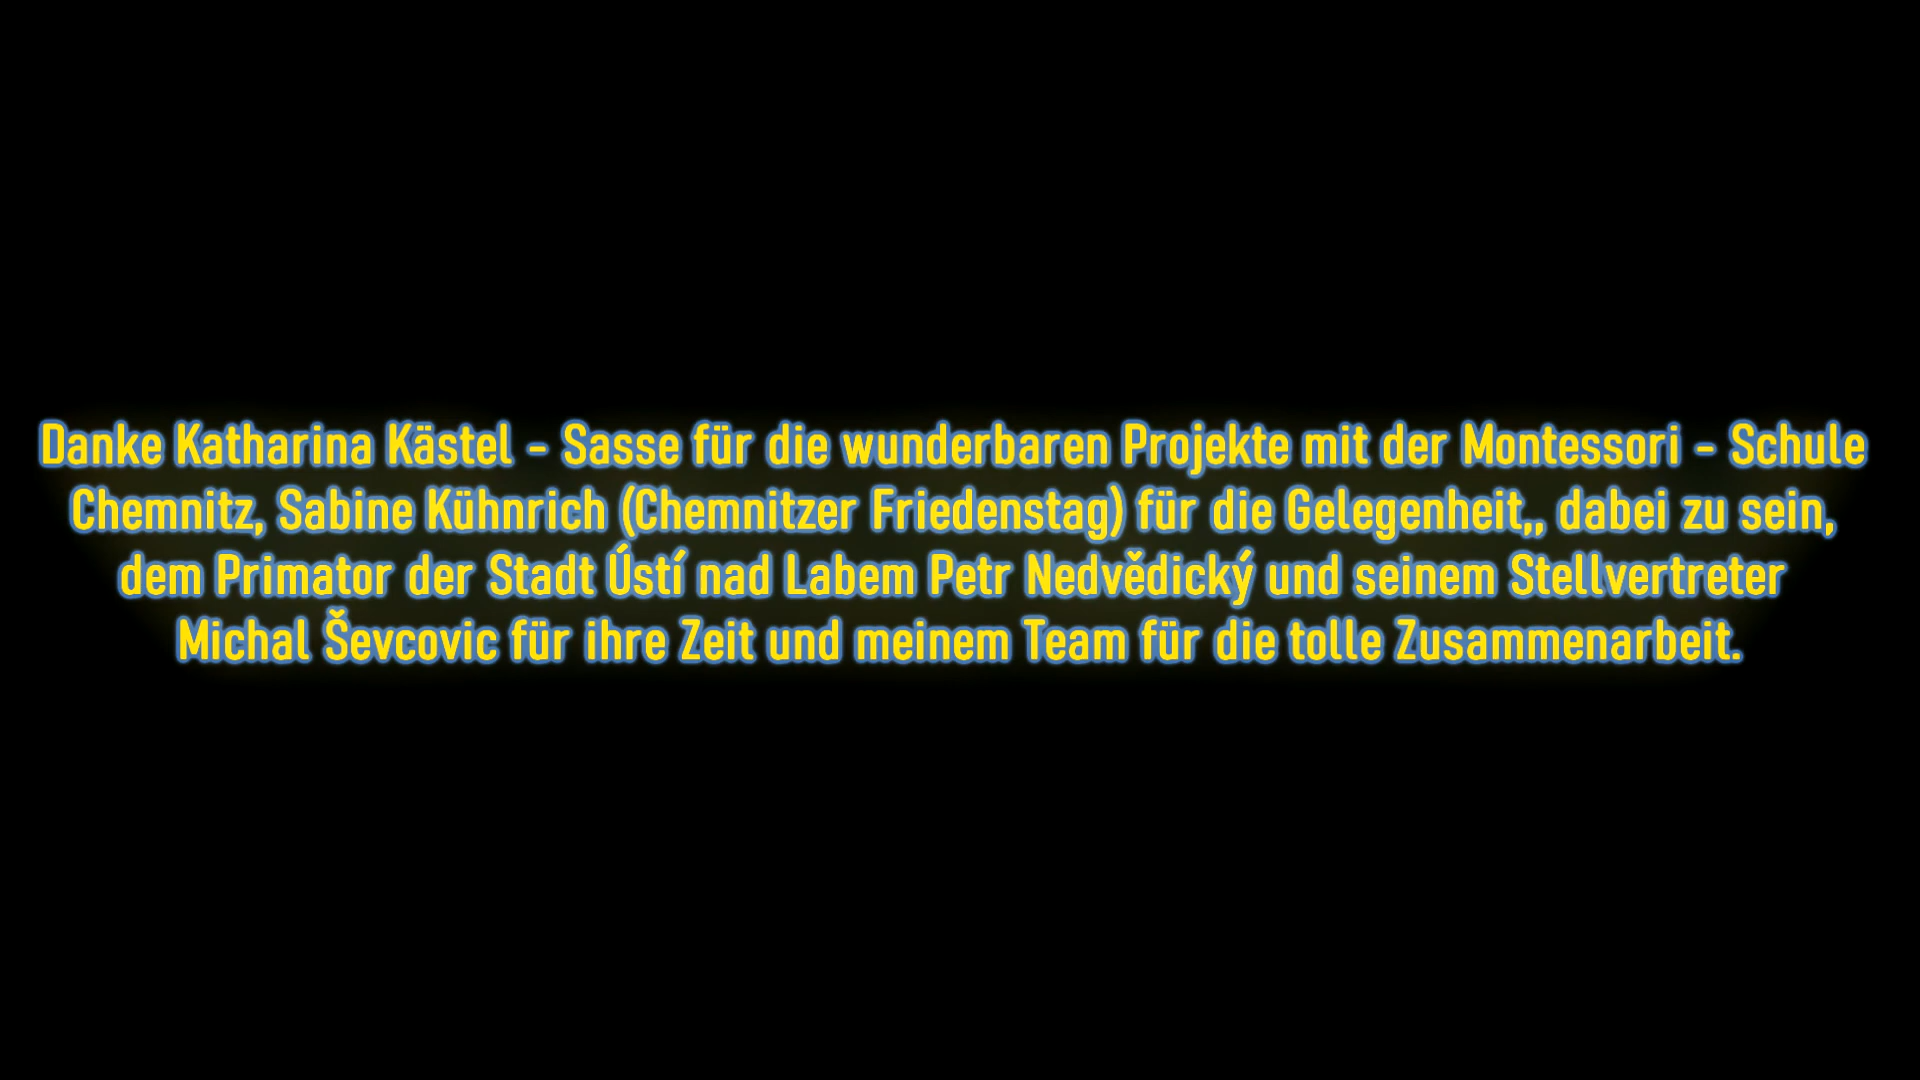 Danke Katharina Kästel - Sasse für die wunderbaren Projekte mit der Montessori - Schule
Chemnitz, Sabine Kühnrich (Chemnitzer Friedenstag) für die Gelegenheit,, dabei zu sein,
dem Primator der Stadt Ústí nad Labem Petr Nedvědický und seinem Stellvertreter
Michal Ševcovic für ihre Zeit und meinem Team für die tolle Zusammenarbeit.